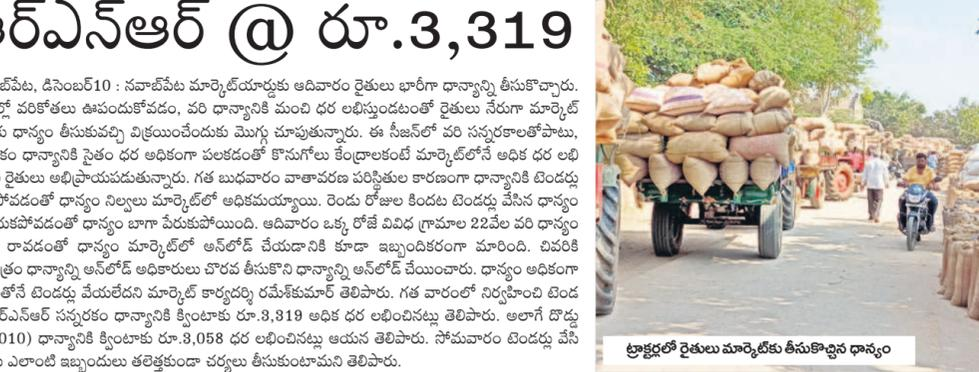 ర్ఎన్ఆర్ @ రూ.3,319
బ్‌పేట, డిసెంబర్10 : నవాబ్‌పేట మార్కెట్‌యార్డుకు ఆదివారం రైతులు భారీగా ధాన్యాన్ని తీసుకొచ్చారు.
ల్లో వరికోతలు ఊపందుకోవడం, వరి ధాన్యానికి మంచి ధర లభిస్తుండటంతో రైతులు నేరుగా మార్కెట్
కు ధాన్యం తీసుకువచ్చి విక్రయించేందుకు మొగ్గు చూపుతున్నారు. ఈ సీజన్‌లో వరి సన్నరకాలతోపాటు,
కం ధాన్యానికి సైతం ధర అధికంగా పలకడంతో కొనుగోలు కేంద్రాలకంటే మార్కెట్‌లోనే అధిక ధర లభి
రైతులు అభిప్రాయపడుతున్నారు. గత బుధవారం వాతావరణ పరిస్థితుల కారణంగా ధాన్యానికి టెండర్లు
పోవడంతో ధాన్యం నిల్వలు మార్కెట్‌లో అధికమయ్యాయి. రెండు రోజుల కిందట టెండర్లు వేసిన ధాన్యం
రుకపోవడంతో ధాన్యం బాగా పేరుకుపోయింది. ఆదివారం ఒక్క రోజే వివిధ గ్రామాల 22వేల వరి ధాన్యం
రావడంతో ధాన్యం మార్కెట్‌లో అన్‌లోడ్ చేయడానికి కూడా ఇబ్బందికరంగా మారింది. చివరికి
త్రం ధాన్యాన్ని అన్‌లోడ్ అధికారులు చొరవ తీసుకొని ధాన్యాన్ని అన్‌లోడ్ చేయించారు. ధాన్యం అధికంగా
తోనే టెండర్లు వేయలేదని మార్కెట్ కార్యదర్శి రమేశ్‌కుమార్ తెలిపారు. గత వారంలో నిర్వహించి టెండ
ర్‌ఎన్ఆర్ సన్నరకం ధాన్యానికి క్వింటాకు రూ.3,319 అధిక ధర లభించినట్లు తెలిపారు. అలాగే దొడ్డు
010) ధాన్యానికి క్వింటాకు రూ.3,058 ధర లభించినట్లు ఆయన తెలిపారు. సోమవారం టెండర్లు వేసి
ఎలాంటి ఇబ్బందులు తలెత్తకుండా చర్యలు తీసుకుంటామని తెలిపారు.
ట్రాక్టర్లలో రైతులు మార్కెట్‌కు తీసుకొచ్చిన ధాన్యం